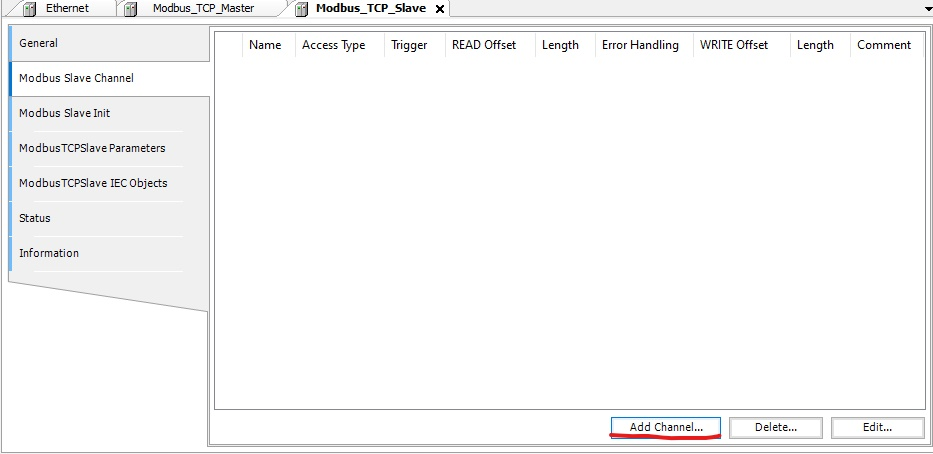 Ethernet Modbus_TCP_Master Modbus_TCP_Slave
General
Modbus Slave Channel
Modbus Slave Init
ModbusTCPSlave Parameters
ModbusTCPSlave IEC Objects
Status
Information
Name Access Type Trigger READ Offset Length Error Handling WRITE Offset Length Comment
Add Channel... Delete... Edit...